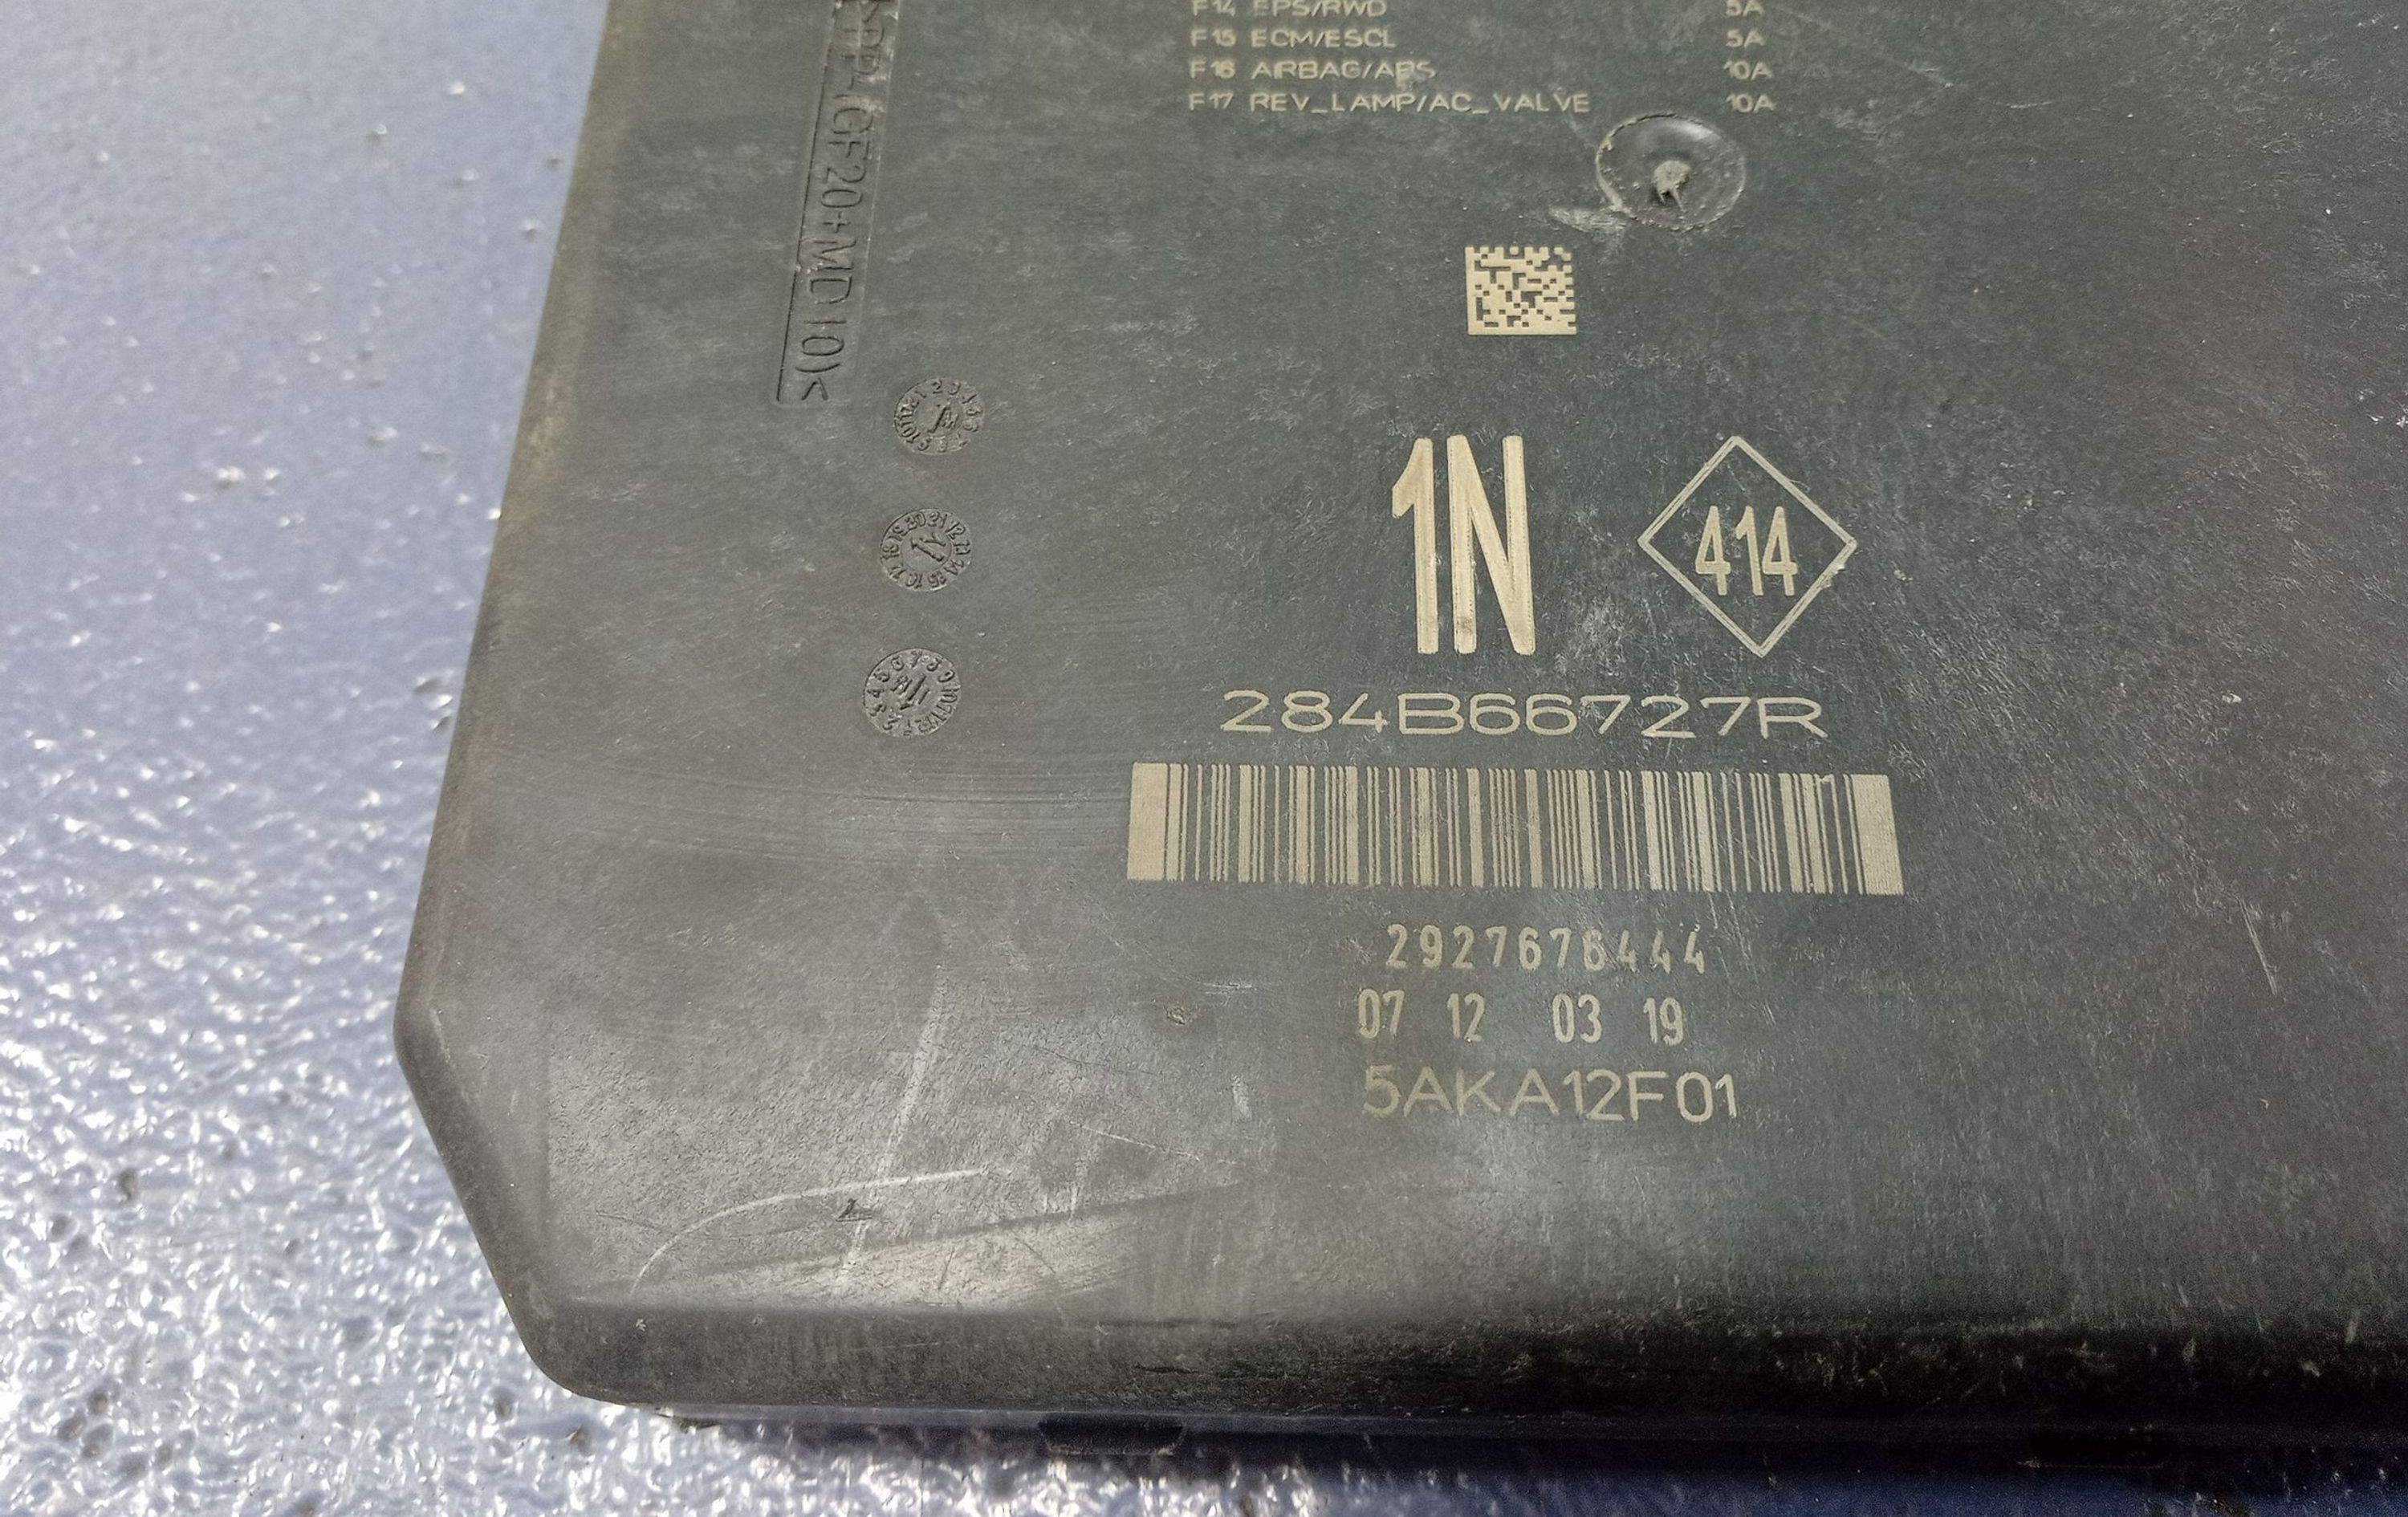 F14 EPS/RWD 5A
F15 ECM/ESCL 5A
F16 AIRBAG/ABS 10A
F17 REV_LAMP/AC_VALVE 10A
GF20+MD10)<
1N
414
284B66727R
2927676444
07 12 03 19
5AKA12F01